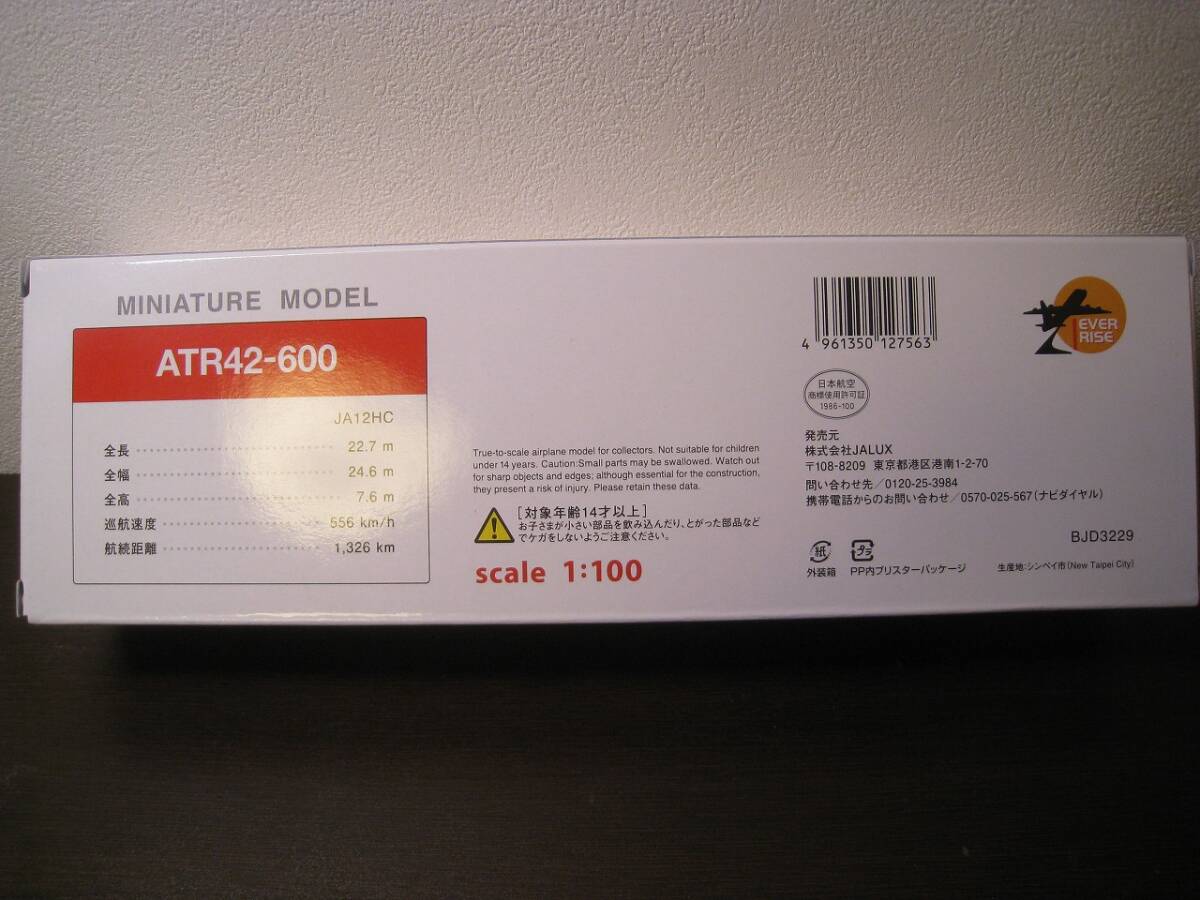 MINIATURE MODEL
ATR42-600
JA12HC
全長 22.7 m
全幅 24.6 m
全高 7.6 m
巡航速度 556 km/h
航続距離 1,326 km
True-to-scale airplane model for collectors. Not suitable for children
under 14 years. Caution:Small parts may be swallowed. Watch out
for sharp objects and edges; although essential for the construction,
they present a risk of injury. Please retain these data.
[対象年齢14才以上]
お子さまが小さい部品を飲み込んだり、とがった部品など
でケガをしないようご注意ください。
scale 1:100
4 961350 127563
EVER
RISE
日本航空
商標使用許可証
1986-100
発売元
株式会社JALUX
〒108-8209 東京都港区港南1-2-70
問い合わせ先/0120-25-3984
携帯電話からのお問い合わせ/0570-025-567(ナビダイヤル)
BJD3229
紙 プラ
外装箱 PP内ブリスターパッケージ
生産地:シンペイ市(New Taipei City)